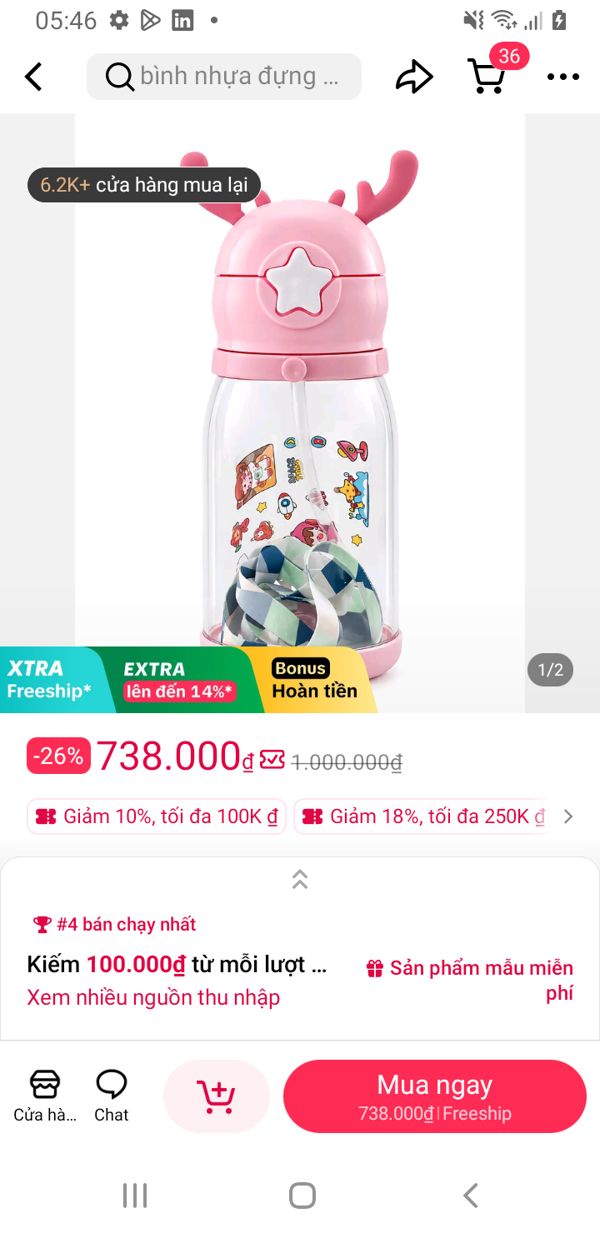 05:46
bình nhựa đựng ...
36
6.2K+ cửa hàng mua lại
XTRA
Freeship*
EXTRA
lên đến 14%*
Bonus
Hoàn tiền
1/2
-26% 738.000₫ 1.000.000₫
Giảm 10%, tối đa 100K ₫
Giảm 18%, tối đa 250K ₫
#4 bán chạy nhất
Kiếm 100.000₫ từ mỗi lượt ...
Xem nhiều nguồn thu nhập
Sản phẩm mẫu miễn
phí
Cửa hà...
Chat
Mua ngay
738.000₫ | Freeship